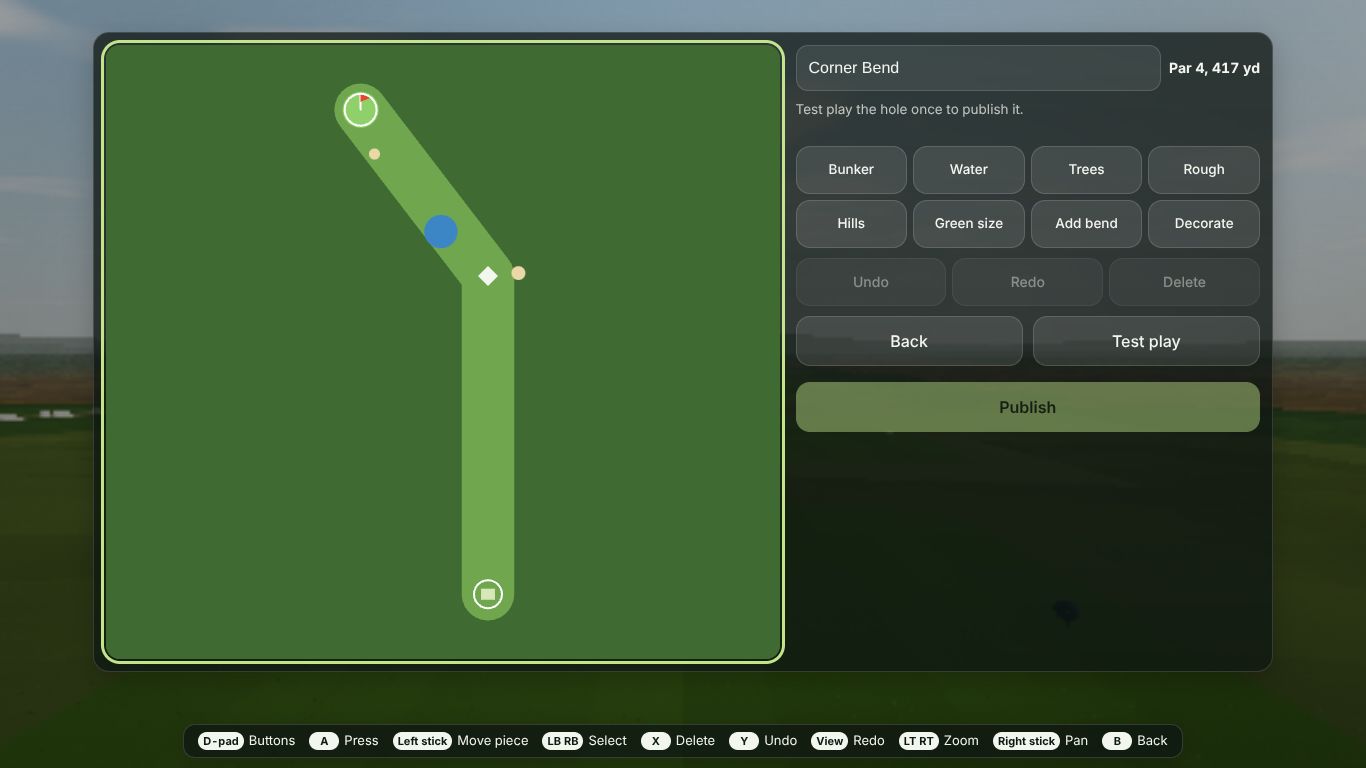 Corner Bend
Par 4, 417 yd
Test play the hole once to publish it.
Bunker Water Trees Rough
Hills Green size Add bend Decorate
Undo Redo Delete
Back Test play
Publish
D-pad Buttons A Press Left stick Move piece LB RB Select X Delete Y Undo View Redo LT RT Zoom Right stick Pan B Back